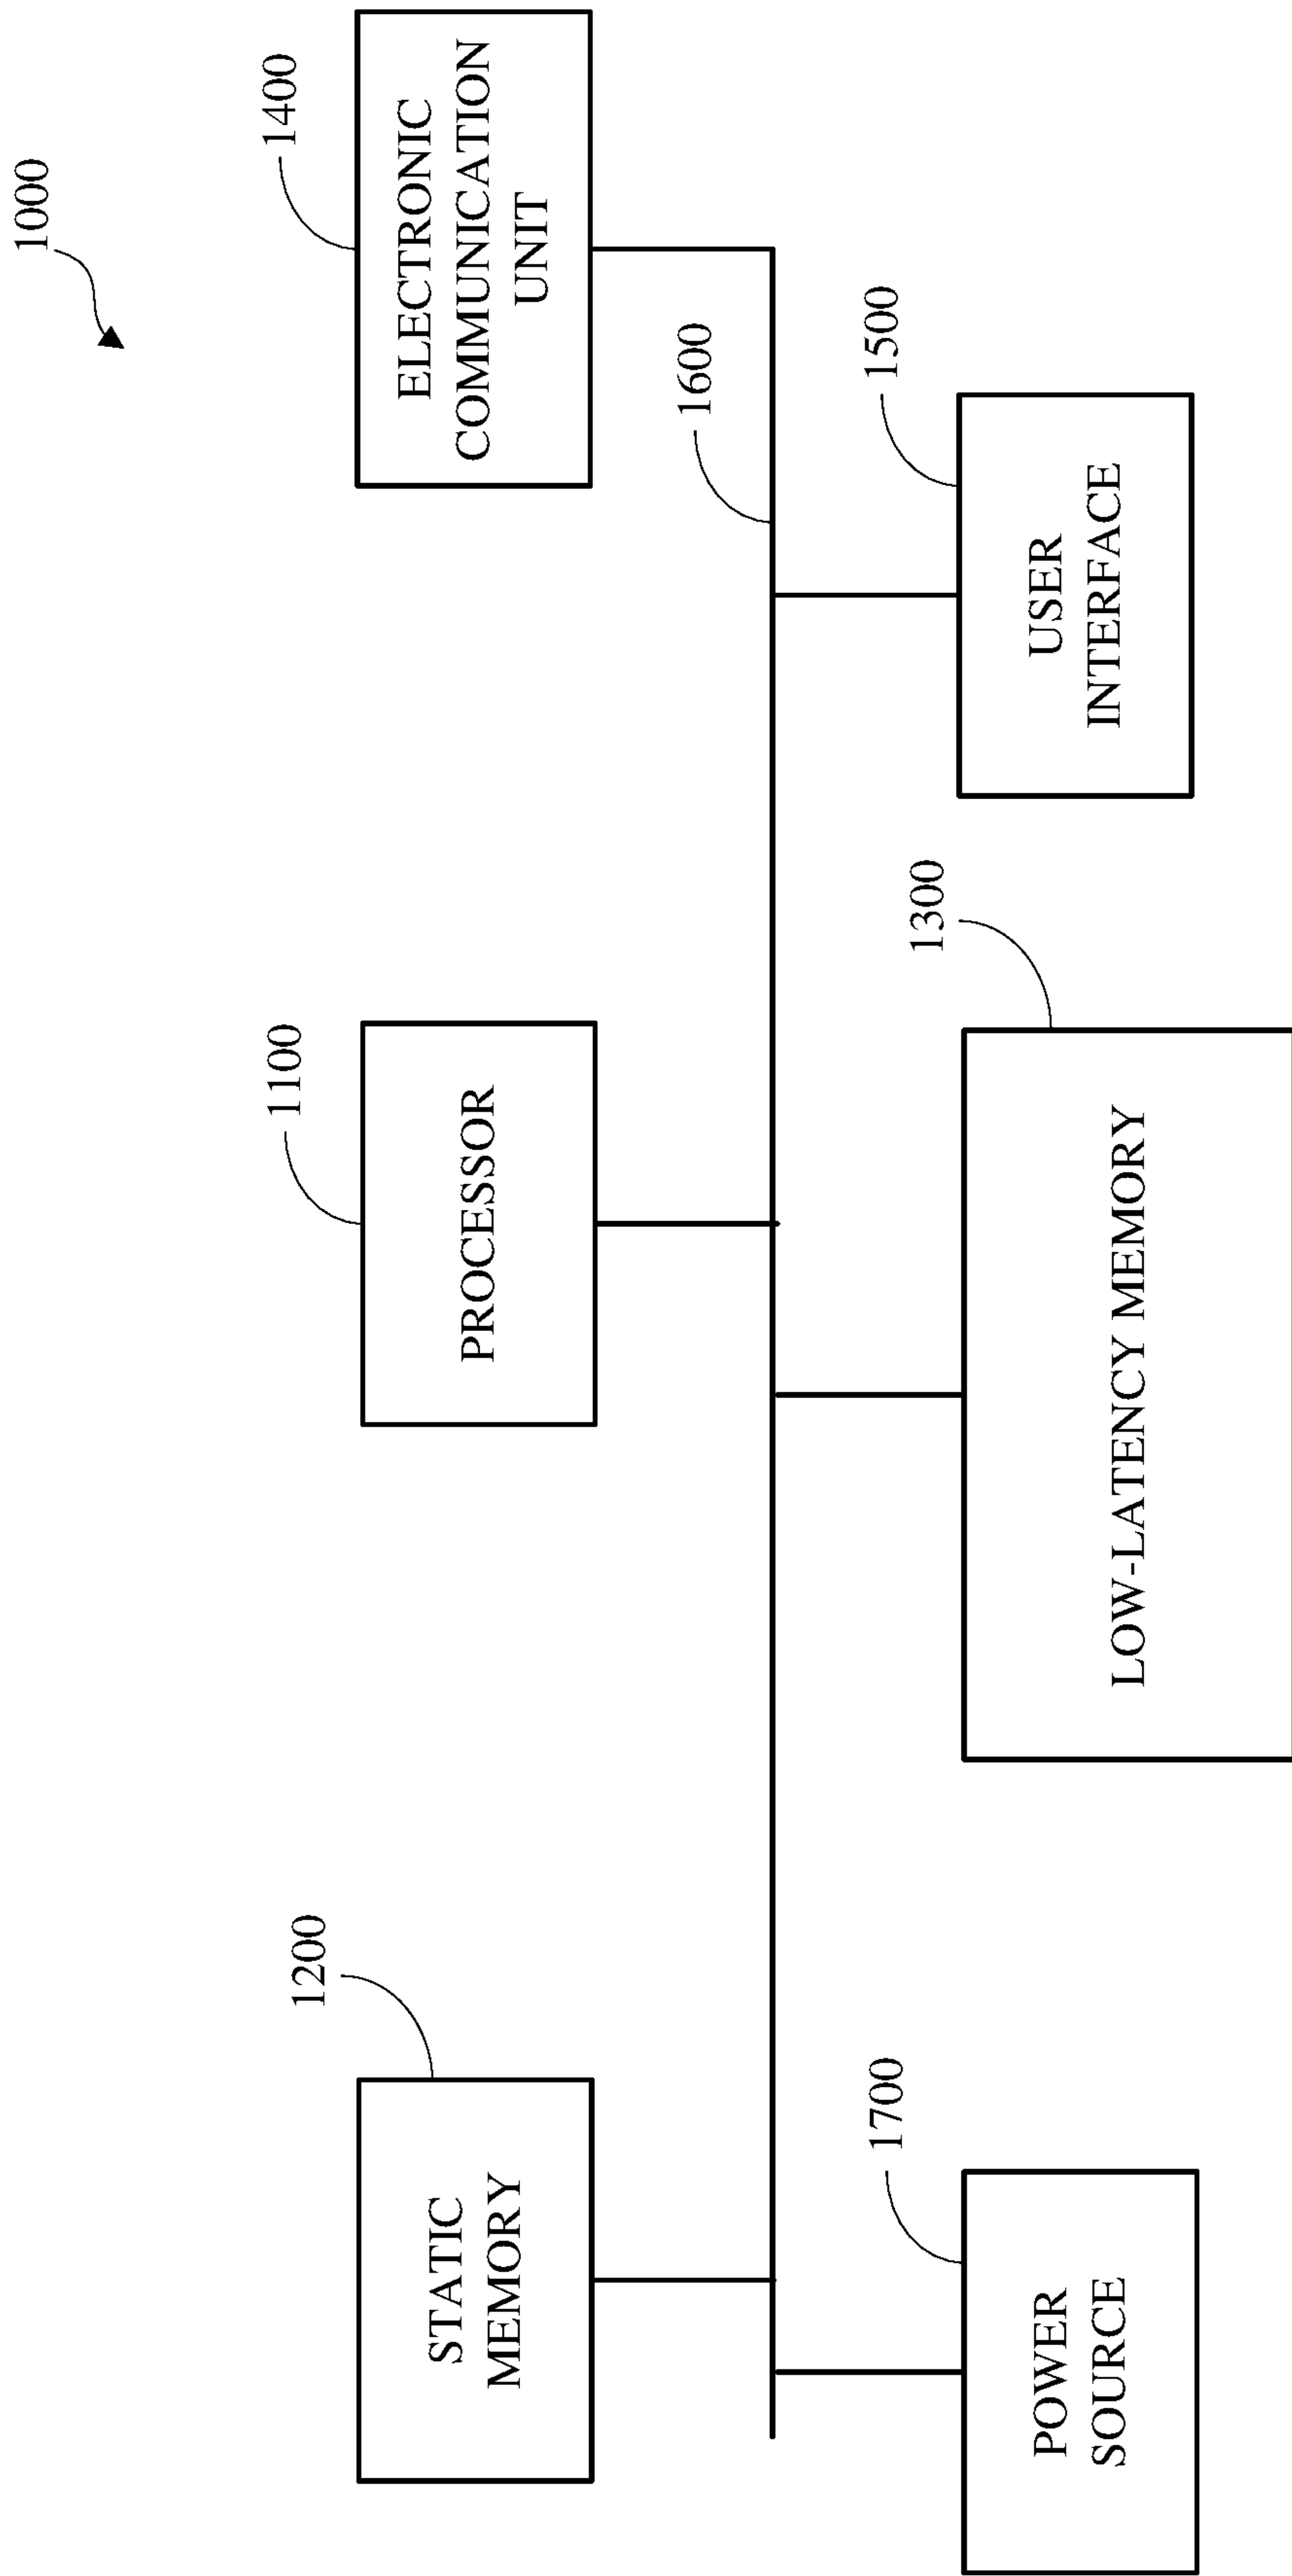 1000
1200
1100
1400
STATIC
MEMORY
PROCESSOR
ELECTRONIC
COMMUNICATION
UNIT
1600
1700
1300
1500
POWER
SOURCE
LOW-LATENCY MEMORY
USER
INTERFACE